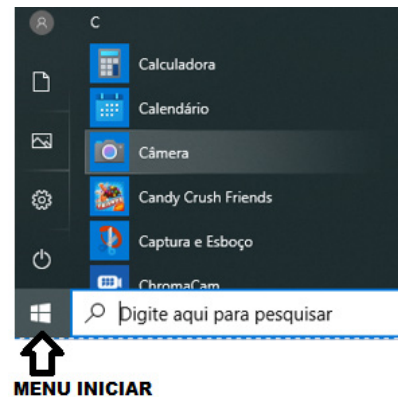 C
Calculadora
Calendário
Câmera
Candy Crush Friends
Captura e Esboço
ChromaCam
Digite aqui para pesquisar
MENU INICIAR